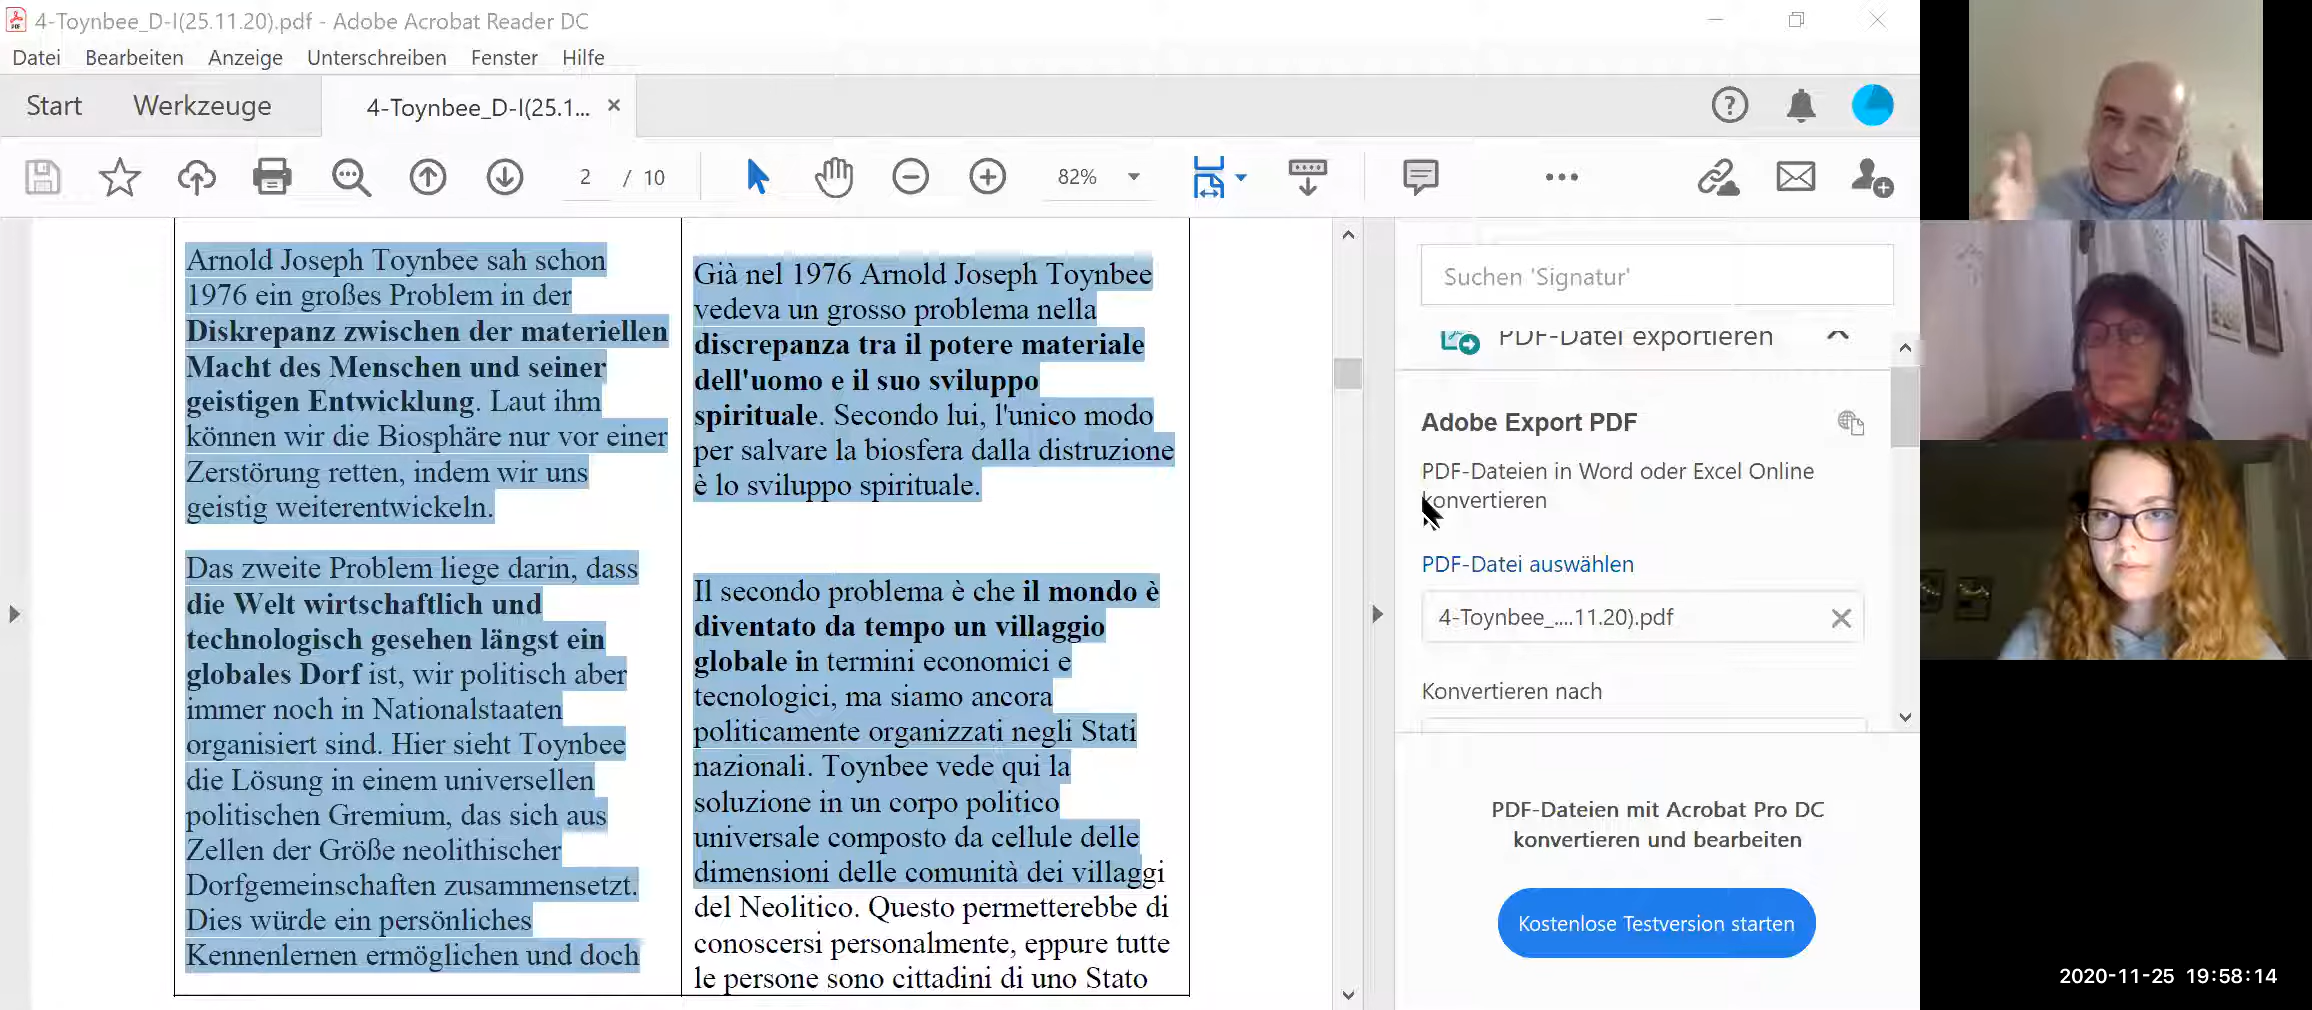 4-Toynbee_D-I(25.11.20).pdf - Adobe Acrobat Reader DC
Datei Bearbeiten Anzeige Unterschreiben Fenster Hilfe
Start Werkzeuge 4-Toynbee_D-I(25.1...
2 / 10 82%
Arnold Joseph Toynbee sah schon
1976 ein großes Problem in der
Diskrepanz zwischen der materiellen
Macht des Menschen und seiner
geistigen Entwicklung. Laut ihm
können wir die Biosphäre nur vor einer
Zerstörung retten, indem wir uns
geistig weiterentwickeln.
Das zweite Problem liege darin, dass
die Welt wirtschaftlich und
technologisch gesehen längst ein
globales Dorf ist, wir politisch aber
immer noch in Nationalstaaten
organisiert sind. Hier sieht Toynbee
die Lösung in einem universellen
politischen Gremium, das sich aus
Zellen der Größe neolithischer
Dorfgemeinschaften zusammensetzt.
Dies würde ein persönliches
Kennenlernen ermöglichen und doch
Già nel 1976 Arnold Joseph Toynbee
vedeva un grosso problema nella
discrepanza tra il potere materiale
dell'uomo e il suo sviluppo
spirituale. Secondo lui, l'unico modo
per salvare la biosfera dalla distruzione
è lo sviluppo spirituale.
Il secondo problema è che il mondo è
diventato da tempo un villaggio
globale in termini economici e
tecnologici, ma siamo ancora
politicamente organizzati negli Stati
nazionali. Toynbee vede qui la
soluzione in un corpo politico
universale composto da cellule delle
dimensioni delle comunità dei villaggi
del Neolitico. Questo permetterebbe di
conoscersi personalmente, eppure tutte
le persone sono cittadini di uno Stato
Suchen 'Signatur'
PDF-Datei exportieren
Adobe Export PDF
PDF-Dateien in Word oder Excel Online
konvertieren
PDF-Datei auswählen
4-Toynbee_....11.20).pdf
Konvertieren nach
PDF-Dateien mit Acrobat Pro DC
konvertieren und bearbeiten
Kostenlose Testversion starten
2020-11-25 19:58:14